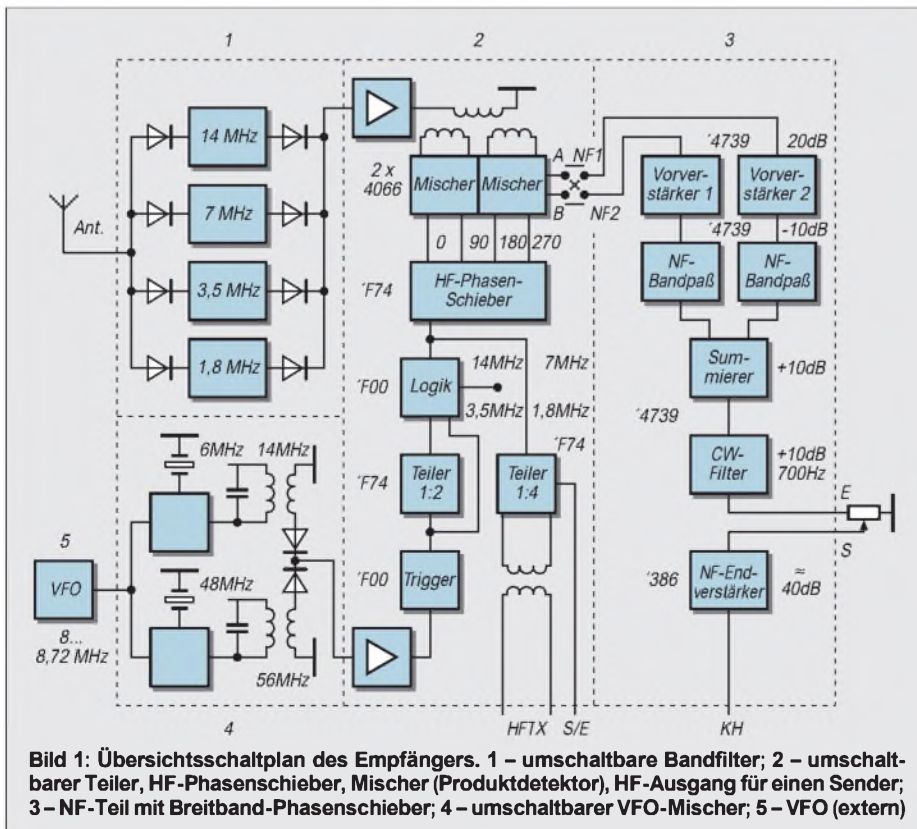 1
2
3
14 MHz
7 MHz
3,5 MHz
1,8 MHz
Ant.
2 x
4066
Mischer
Mischer
A
NF1
B
NF2
0
90
180
270
´F74
HF-Phasen-
Schieber
´F00
Logik
14MHz
7MHz
3,5MHz
1,8MHz
´F74
Teiler
1:2
´F74
Teiler
1:4
´F00
Trigger
HFTX
S/E
´4739
20dB
Vorver-
stärker 1
Vorver-
stärker 2
´4739
-10dB
NF-
Bandpaß
NF-
Bandpaß
Sum-
mierer
+10dB
´4739
CW-
Filter
+10dB
700Hz
E
S
´386
NF-End-
verstärker
≈
40dB
KH
6MHz
14MHz
5
VFO
8...
8,72 MHz
48MHz
56MHz
4
Bild 1: Übersichtsschaltplan des Empfängers. 1 – umschaltbare Bandfilter; 2 – umschalt-
barer Teiler, HF-Phasenschieber, Mischer (Produktdetektor), HF-Ausgang für einen Sender;
3 – NF-Teil mit Breitband-Phasenschieber; 4 – umschaltbarer VFO-Mischer; 5 – VFO (extern)